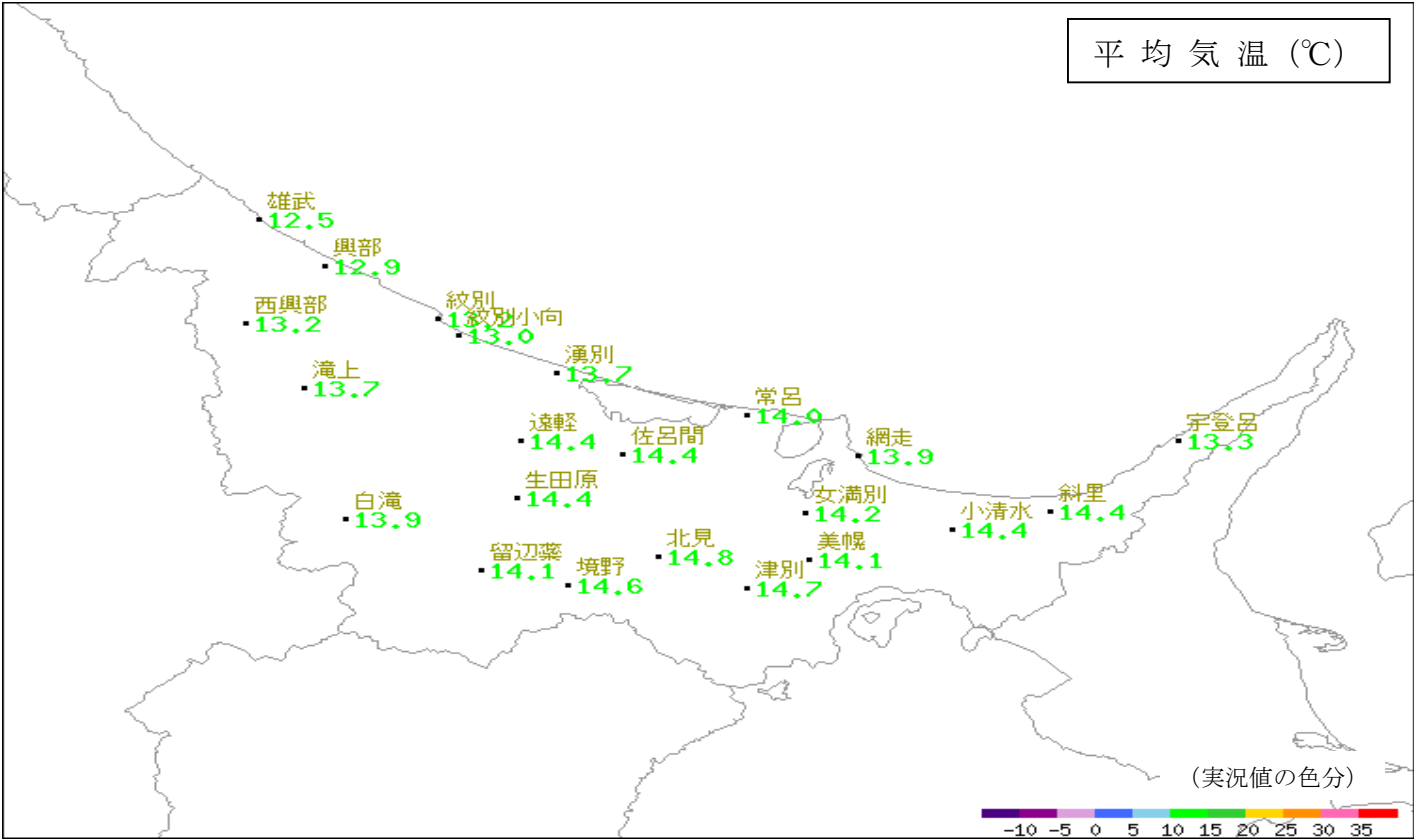 平均気温(℃)
雄武
12.5
興部
12.9
西興部
13.2
紋別
13.2
紋別小向
13.0
滝上
13.7
湧別
13.7
常呂
14.0
遠軽
14.4
佐呂間
14.4
網走
13.9
宇登呂
13.3
生田原
14.4
白滝
13.9
女満別
14.2
小清水
14.4
斜里
14.4
留辺蘂
14.1
境野
14.6
北見
14.8
津別
14.7
美幌
14.1
(実況値の色分)
-10 -5 0 5 10 15 20 25 30 35